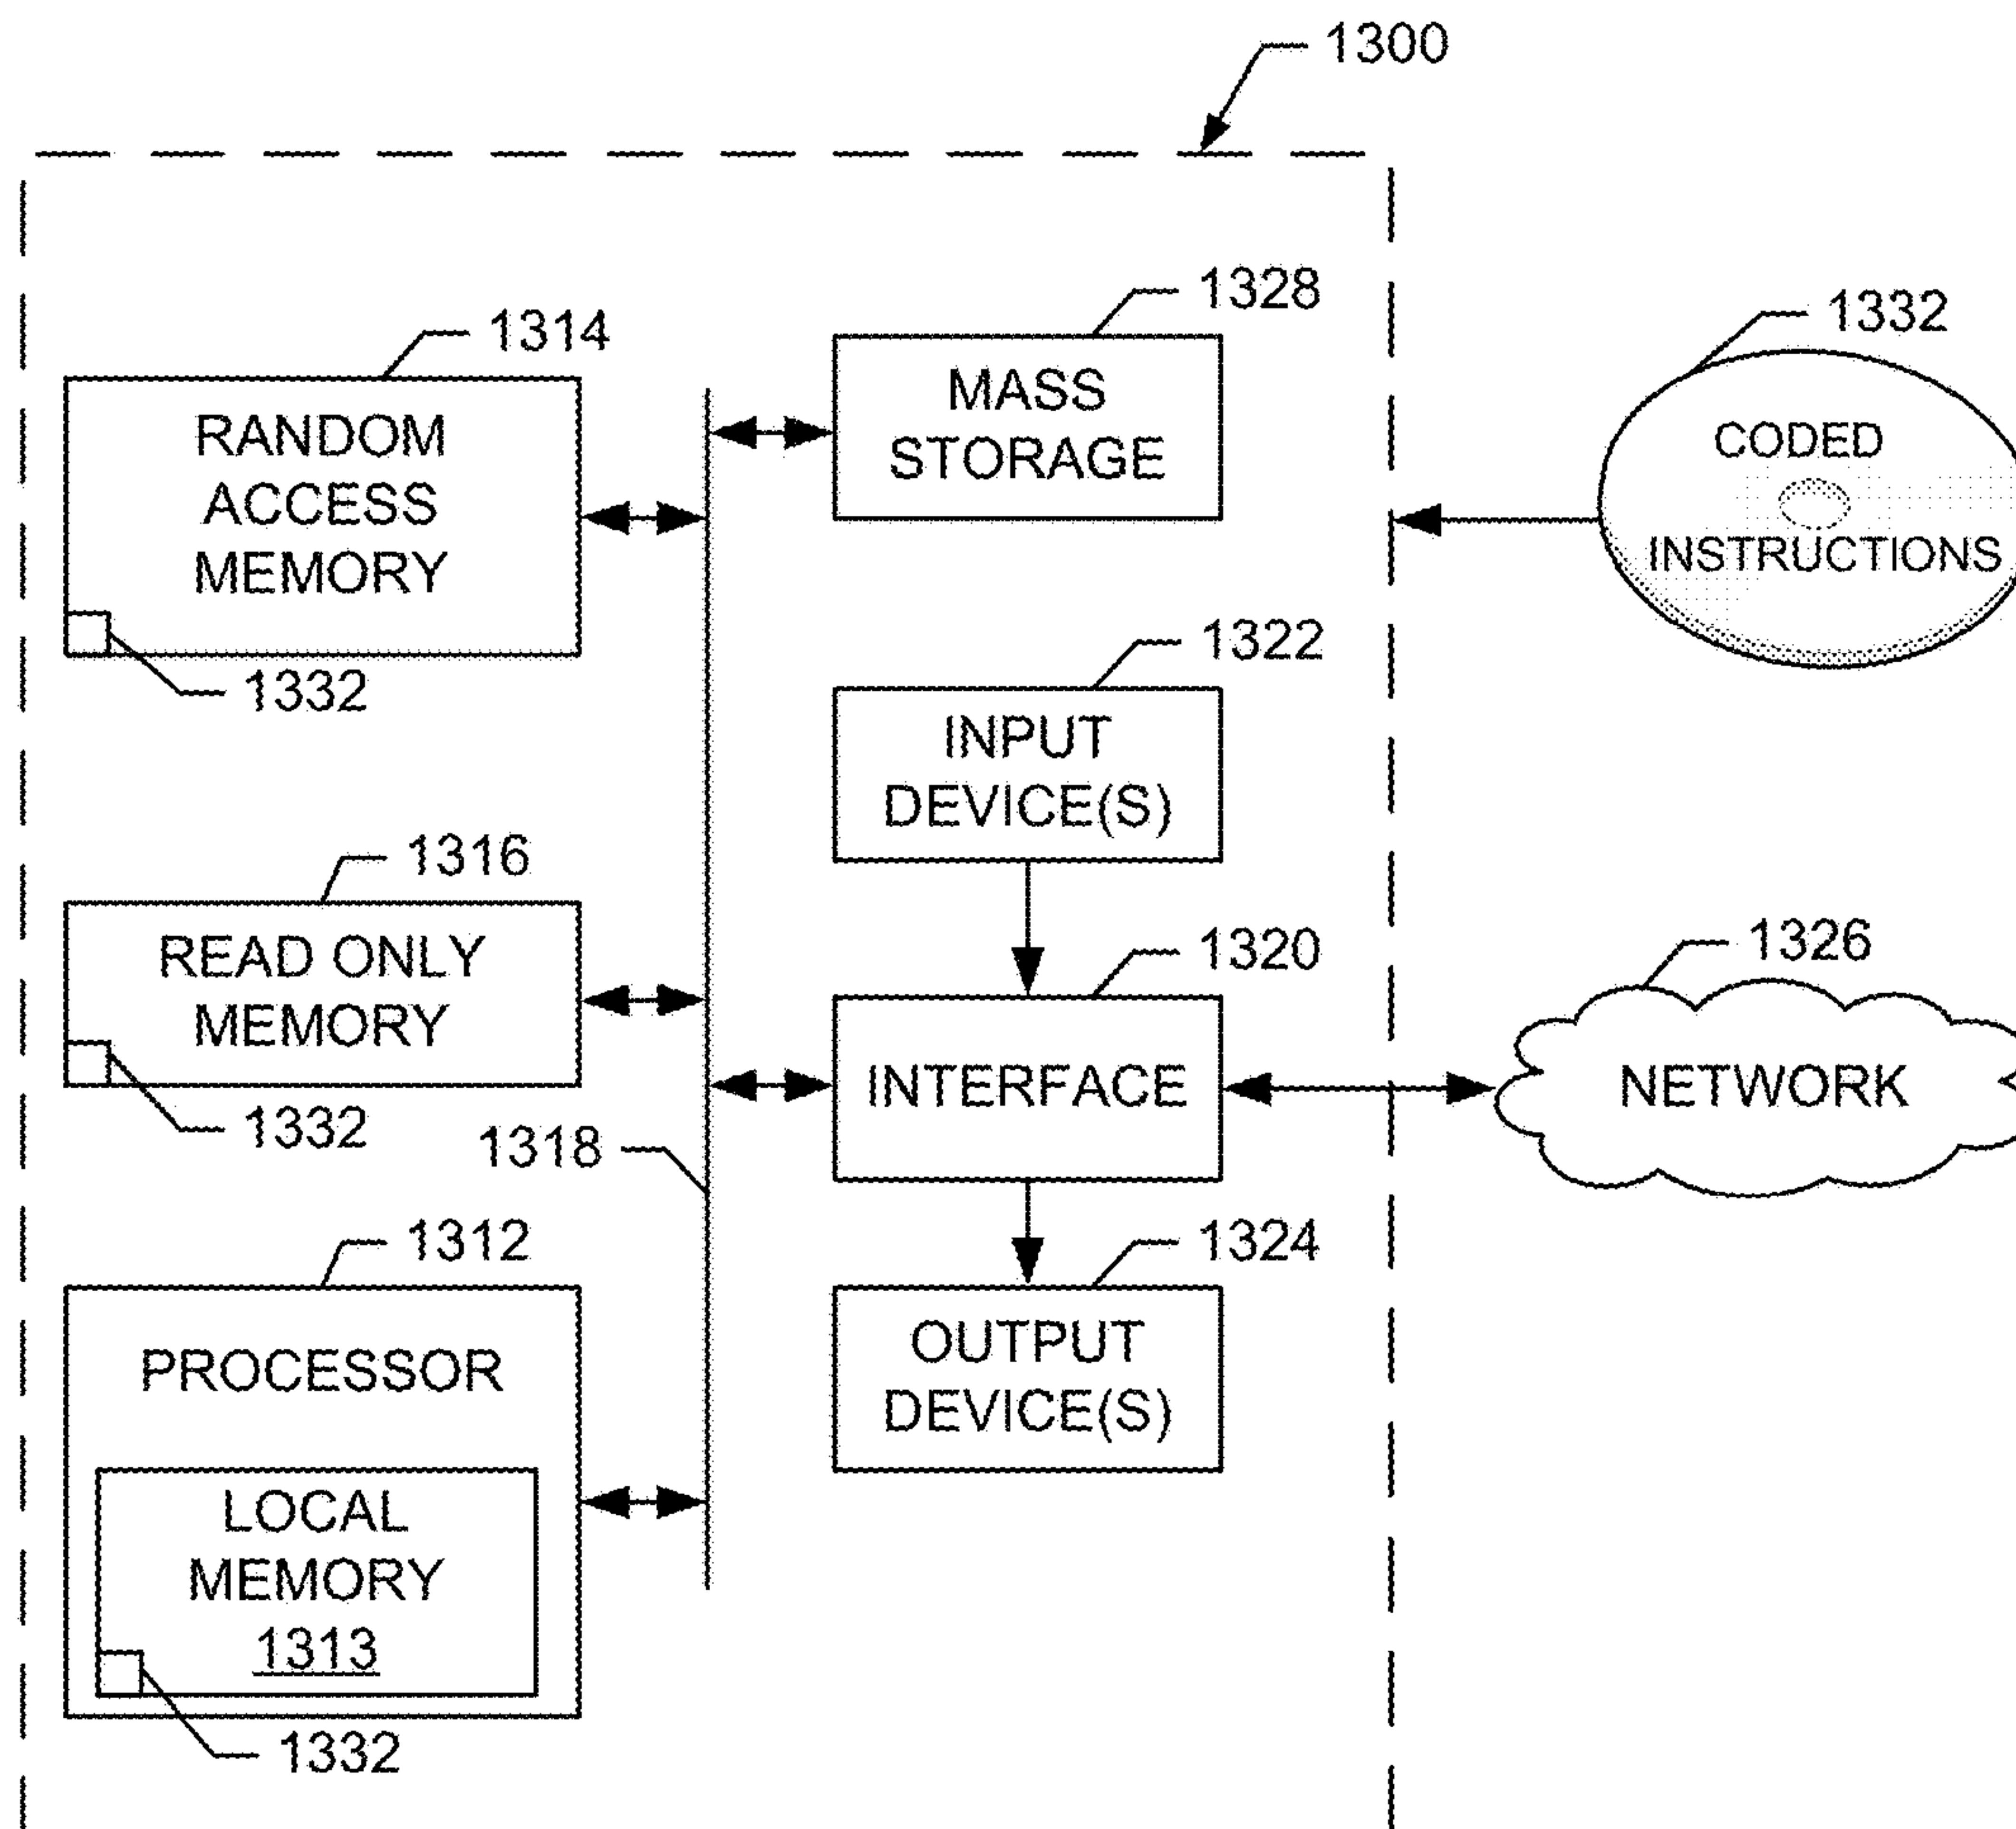 1300
1328
1314
MASS
STORAGE
1332
RANDOM
ACCESS
MEMORY
CODED
INSTRUCTIONS
1332
1322
INPUT
DEVICE(S)
1316
READ ONLY
MEMORY
1320
1326
INTERFACE
NETWORK
1332
1318
1312
1324
PROCESSOR
OUTPUT
DEVICE(S)
LOCAL
MEMORY
1313
1332